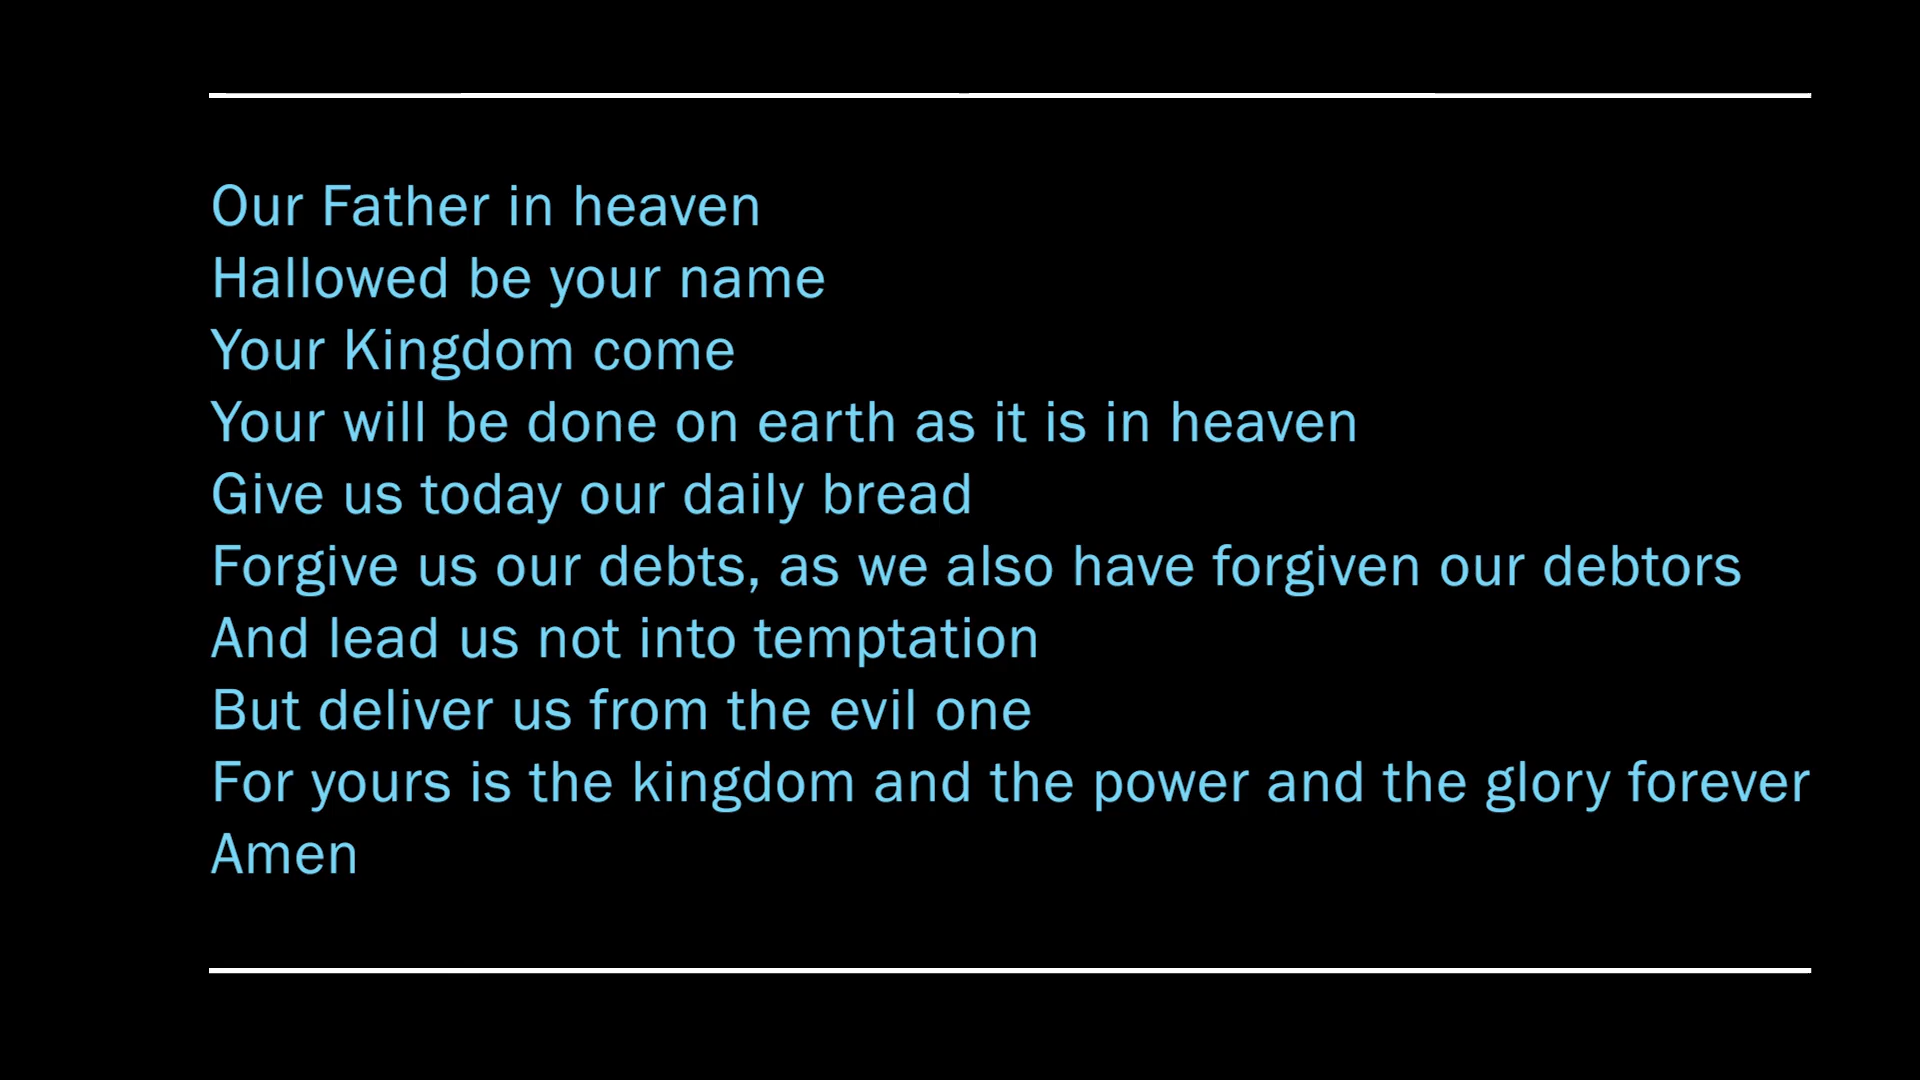 Our Father in heaven
Hallowed be your name
Your Kingdom come
Your will be done on earth as it is in heaven
Give us today our daily bread
Forgive us our debts, as we also have forgiven our debtors
And lead us not into temptation
But deliver us from the evil one
For yours is the kingdom and the power and the glory forever
Amen